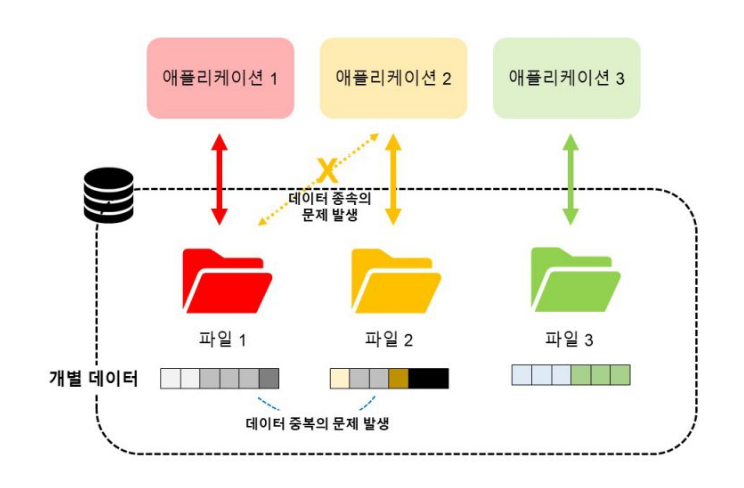 애플리케이션 1
애플리케이션 2
애플리케이션 3
X
데이터 종속의
문제 발생
파일 1
파일 2
파일 3
개별 데이터
데이터 중복의 문제 발생